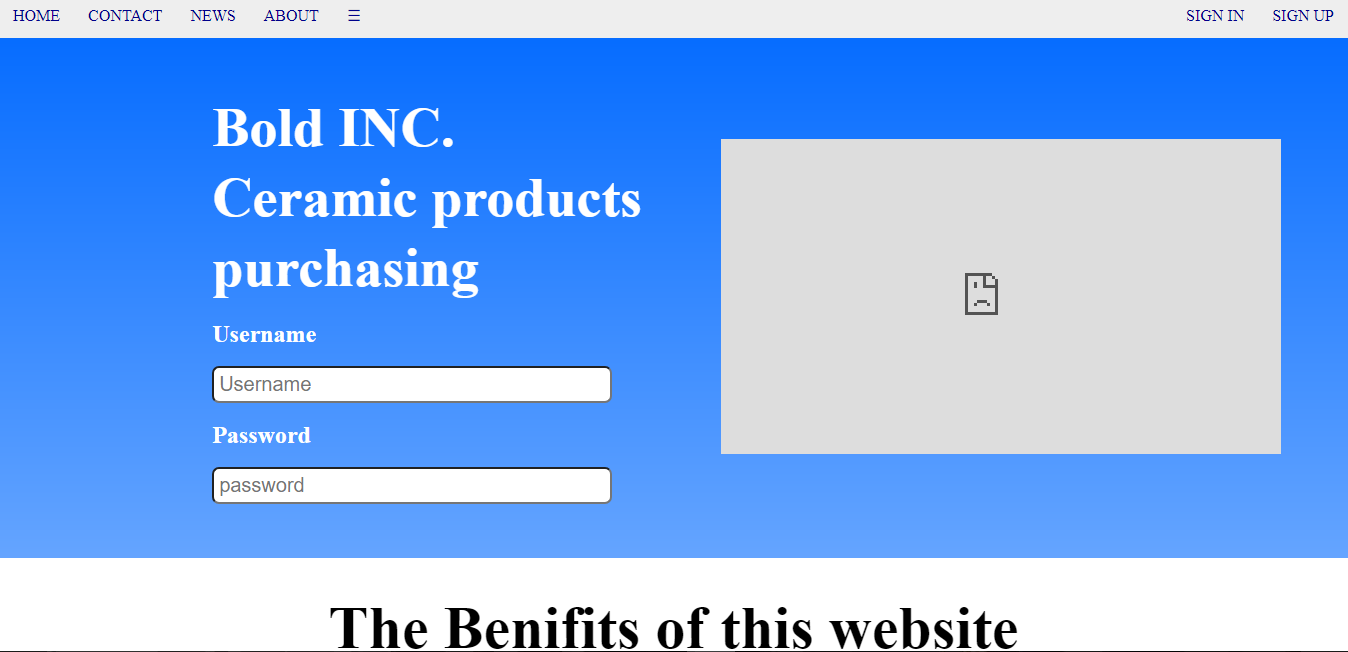 HOME CONTACT NEWS ABOUT ☰ SIGN IN SIGN UP
Bold INC.
Ceramic products
purchasing
Username
Username
Password
password
The Benifits of this website